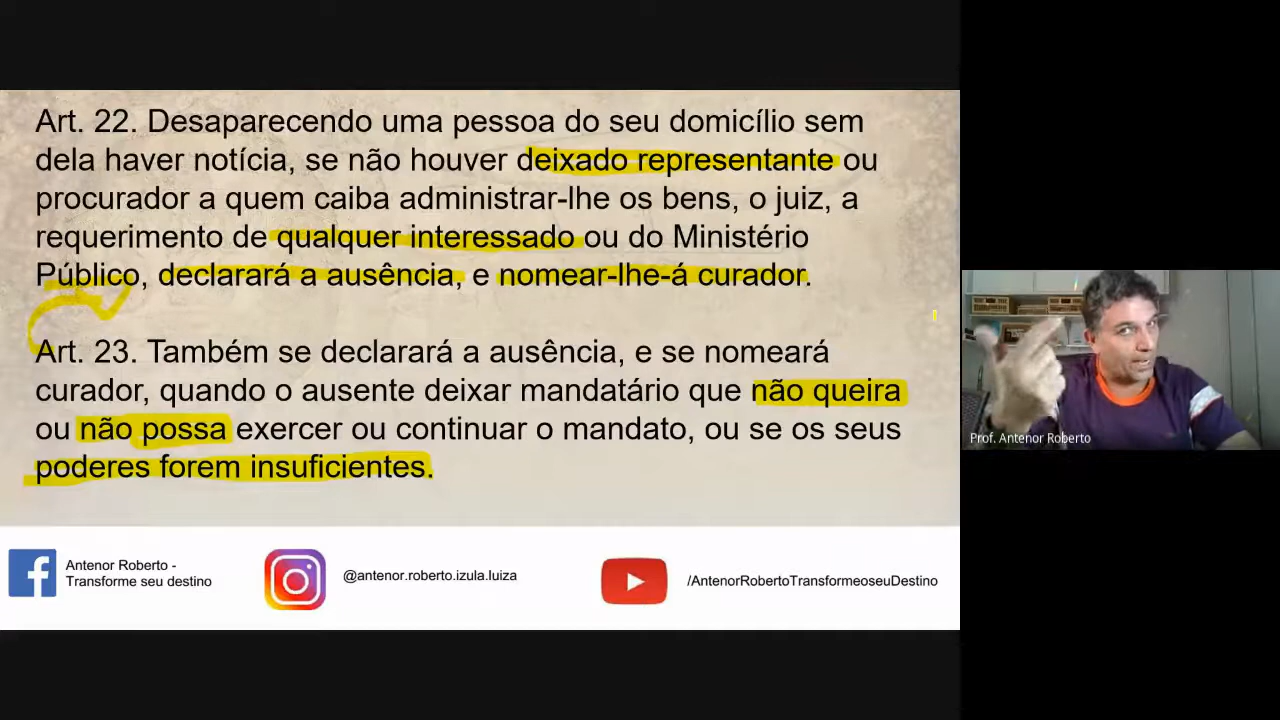 Art. 22. Desaparecendo uma pessoa do seu domicílio sem
dela haver notícia, se não houver deixado representante ou
procurador a quem caiba administrar-lhe os bens, o juiz, a
requerimento de qualquer interessado ou do Ministério
Público, declarará a ausência, e nomear-lhe-á curador.
Art. 23. Também se declarará a ausência, e se nomeará
curador, quando o ausente deixar mandatário que não queira
ou não possa exercer ou continuar o mandato, ou se os seus
poderes forem insuficientes.
Antenor Roberto -
Transforme seu destino
@antenor.roberto.izula.luiza
/AntenorRobertoTransformeoseuDestino
Prof. Antenor Roberto